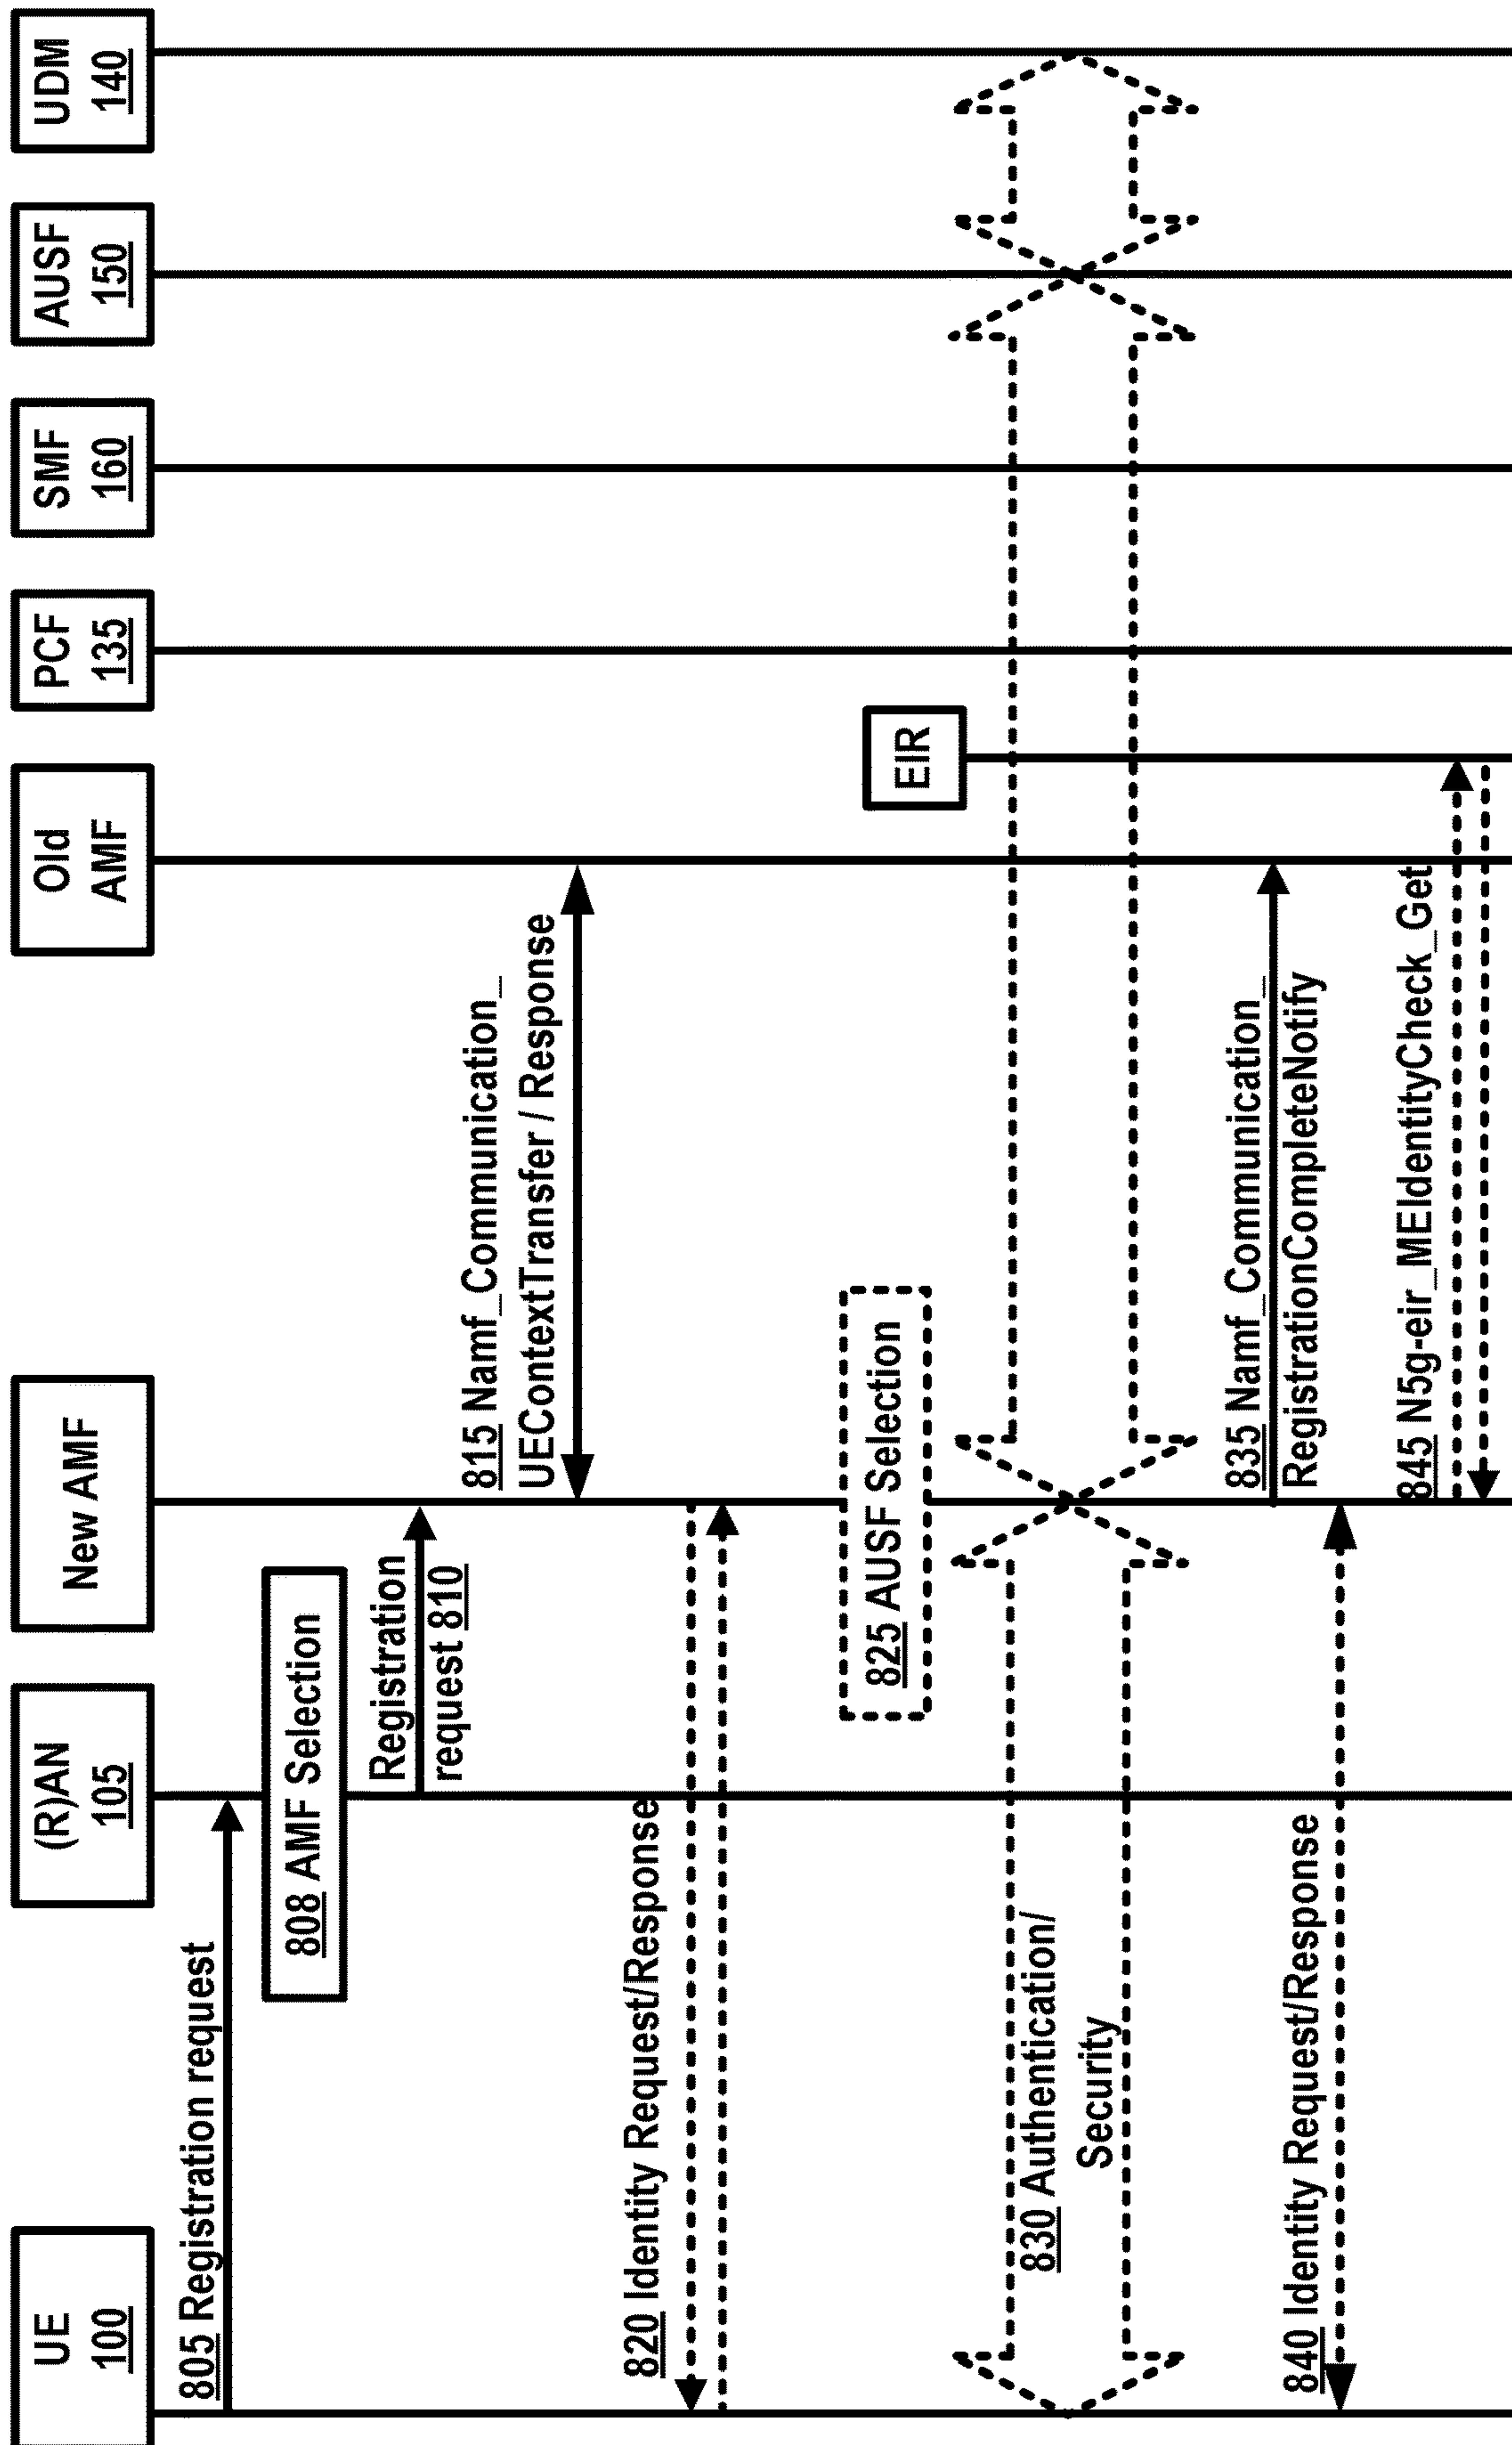 UE
100
(R)AN
105
New AMF
Old
AMF
PCF
135
SMF
160
AUSF
150
UDM
140
805 Registration request
808 AMF Selection
Registration
request 810
815 Namf_Communication_
UEContextTransfer / Response
820 Identity Request/Response
825 AUSF Selection
EIR
830 Authentication/
Security
835 Namf_Communication_
RegistrationCompleteNotify
840 Identity Request/Response
845 N5g-eir_MEIdentityCheck_Get